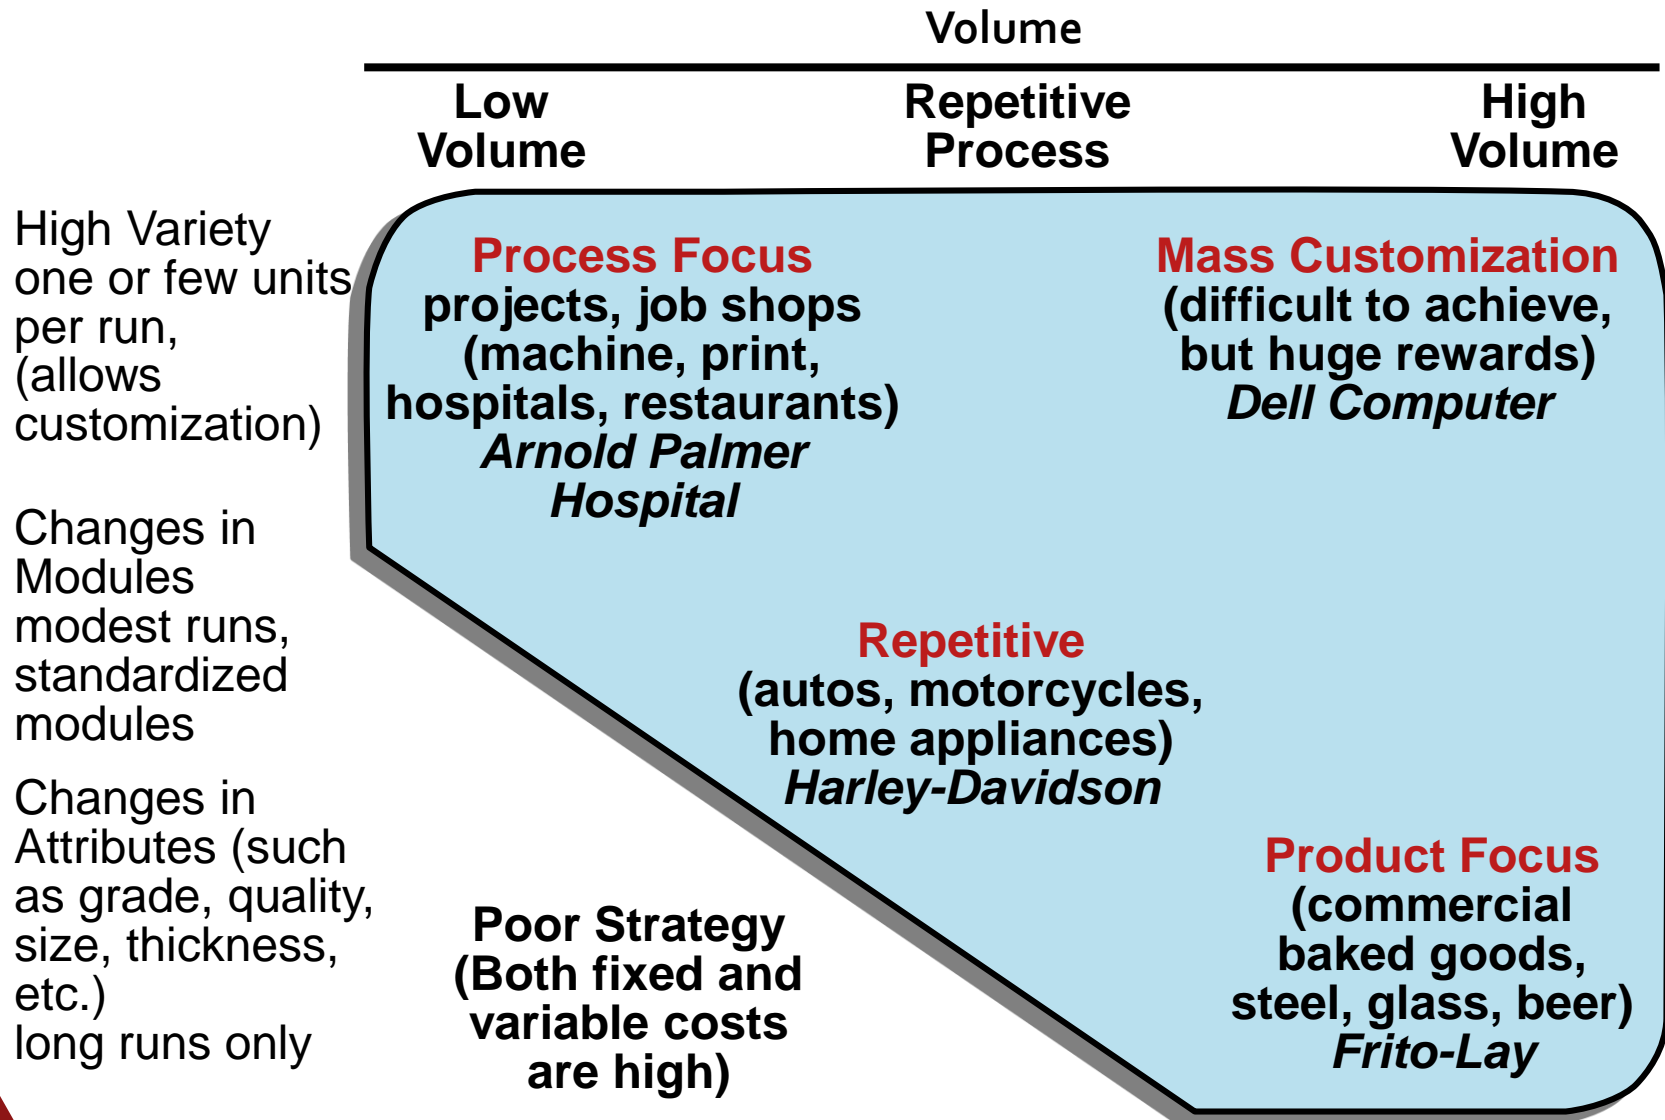 Volume
Low
Volume
Repetitive
Process
High
Volume
High Variety
one or few units
per run,
(allows
customization)
Changes in
Modules
modest runs,
standardized
modules
Changes in
Attributes (such
as grade, quality,
size, thickness,
etc.)
long runs only
Process Focus
projects, job shops
(machine, print,
hospitals, restaurants)
Arnold Palmer
Hospital
Mass Customization
(difficult to achieve,
but huge rewards)
Dell Computer
Repetitive
(autos, motorcycles,
home appliances)
Harley-Davidson
Poor Strategy
(Both fixed and
variable costs
are high)
Product Focus
(commercial
baked goods,
steel, glass, beer)
Frito-Lay